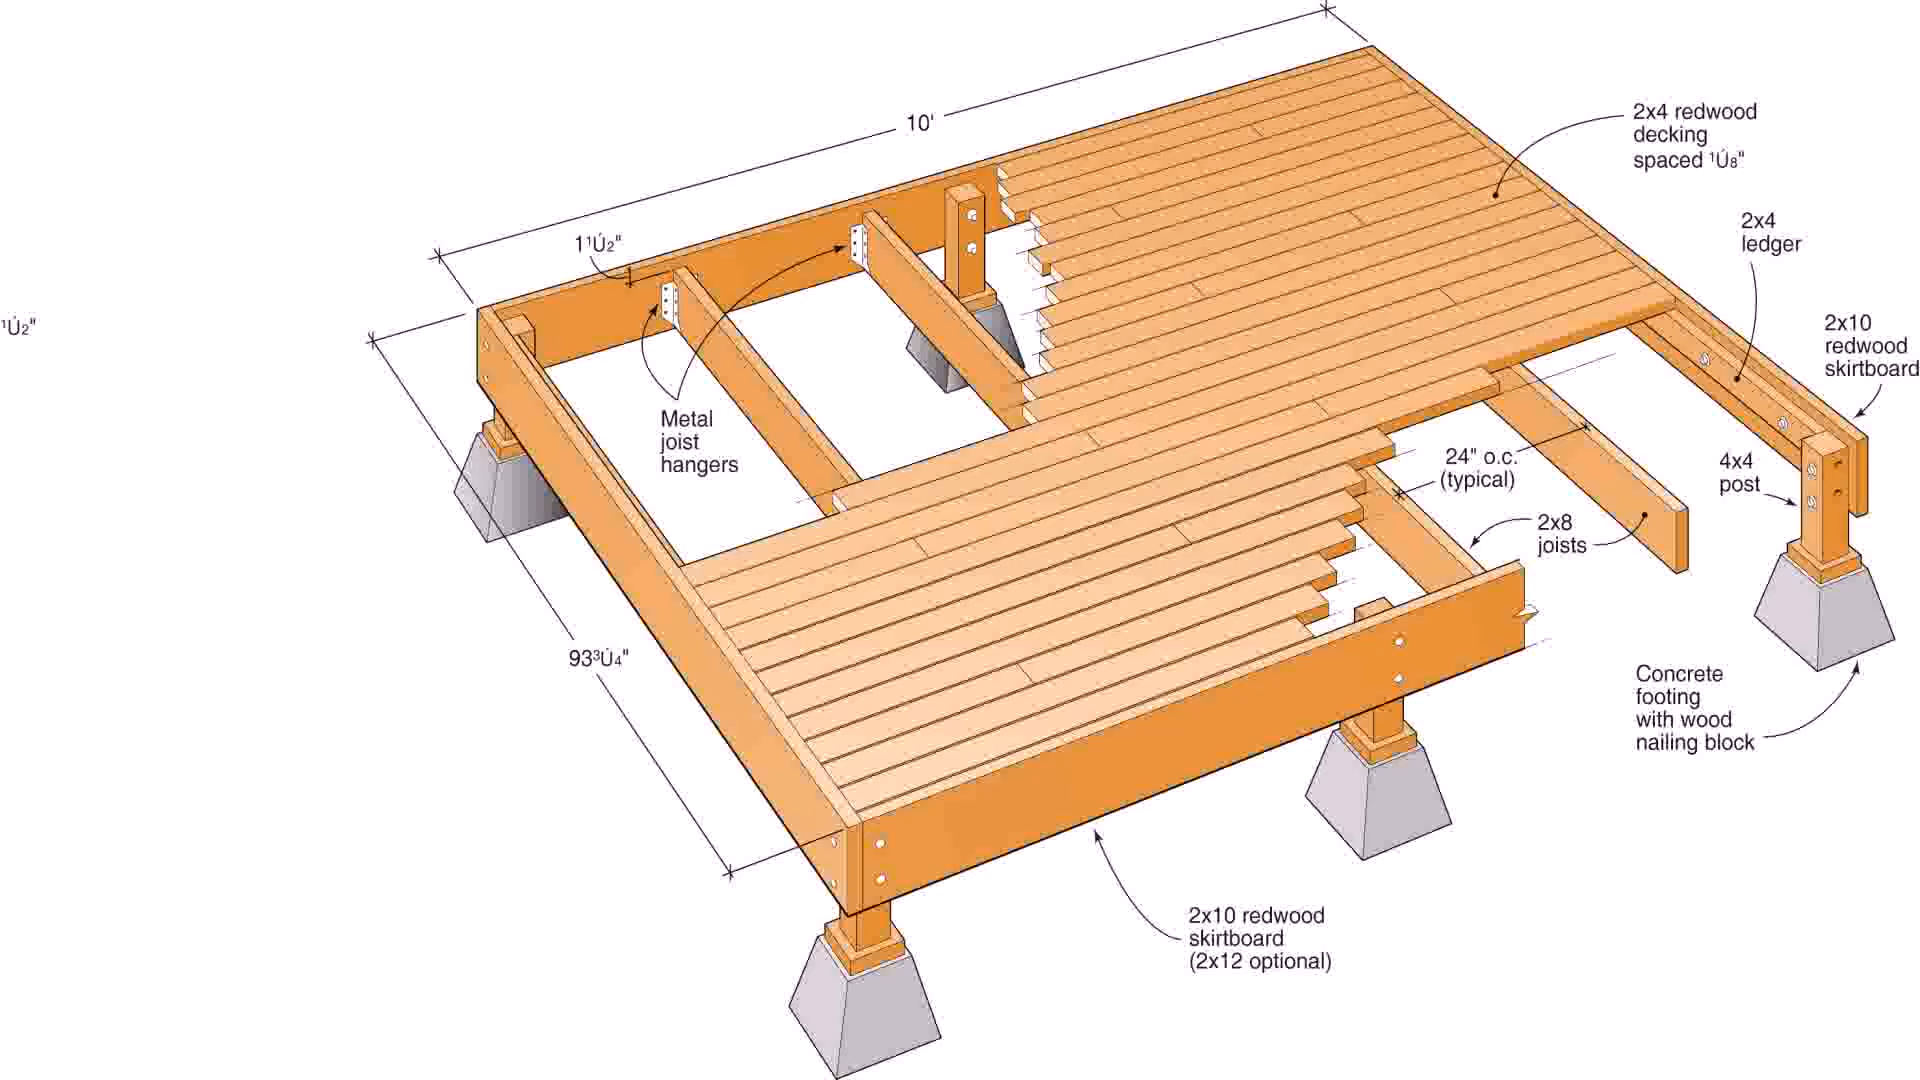 10'
2x4 redwood
decking
spaced ¹Ú₈"
2x4
ledger
1¹Ú₂"
¹Ú₂"
2x10
redwood
skirtboard
Metal
joist
hangers
24" o.c.
(typical)
4x4
post
2x8
joists
93³Ú₄"
Concrete
footing
with wood
nailing block
2x10 redwood
skirtboard
(2x12 optional)